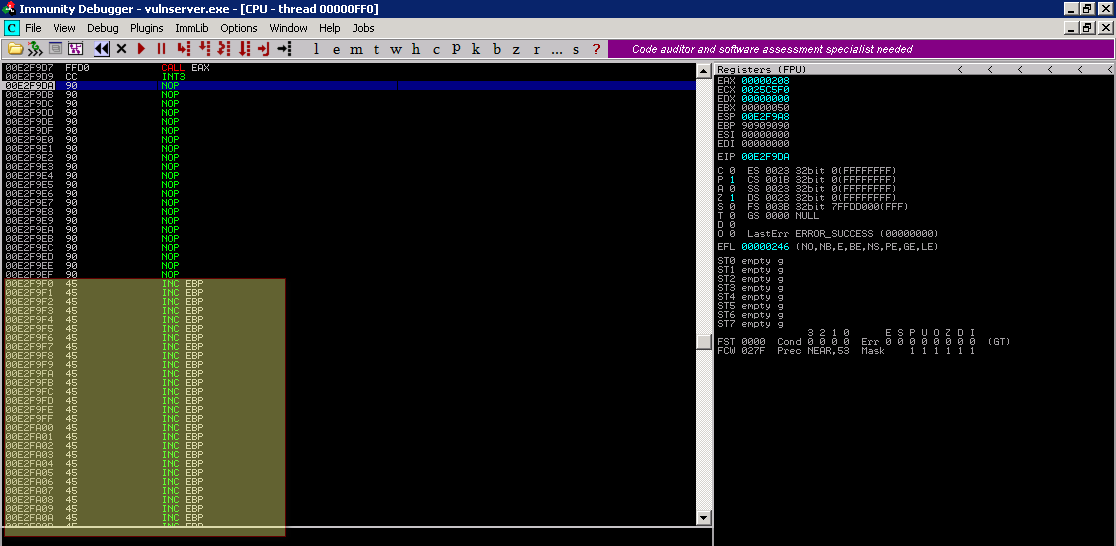 Immunity Debugger - vulnserver.exe - [CPU - thread 00000FF0]
C File View Debug Plugins ImmLib Options Window Help Jobs
l e m t w h c p k b z r ... s ? Code auditor and software assessment specialist needed
00E2F9D7 FFD0 CALL EAX
00E2F9D9 CC INT3
00E2F9DA 90 NOP
00E2F9DB 90 NOP
00E2F9DC 90 NOP
00E2F9DD 90 NOP
00E2F9DE 90 NOP
00E2F9DF 90 NOP
00E2F9E0 90 NOP
00E2F9E1 90 NOP
00E2F9E2 90 NOP
00E2F9E3 90 NOP
00E2F9E4 90 NOP
00E2F9E5 90 NOP
00E2F9E6 90 NOP
00E2F9E7 90 NOP
00E2F9E8 90 NOP
00E2F9E9 90 NOP
00E2F9EA 90 NOP
00E2F9EB 90 NOP
00E2F9EC 90 NOP
00E2F9ED 90 NOP
00E2F9EE 90 NOP
00E2F9EF 90 NOP
00E2F9F0 45 INC EBP
00E2F9F1 45 INC EBP
00E2F9F2 45 INC EBP
00E2F9F3 45 INC EBP
00E2F9F4 45 INC EBP
00E2F9F5 45 INC EBP
00E2F9F6 45 INC EBP
00E2F9F7 45 INC EBP
00E2F9F8 45 INC EBP
00E2F9F9 45 INC EBP
00E2F9FA 45 INC EBP
00E2F9FB 45 INC EBP
00E2F9FC 45 INC EBP
00E2F9FD 45 INC EBP
00E2F9FE 45 INC EBP
00E2F9FF 45 INC EBP
00E2FA00 45 INC EBP
00E2FA01 45 INC EBP
00E2FA02 45 INC EBP
00E2FA03 45 INC EBP
00E2FA04 45 INC EBP
00E2FA05 45 INC EBP
00E2FA06 45 INC EBP
00E2FA07 45 INC EBP
00E2FA08 45 INC EBP
00E2FA09 45 INC EBP
00E2FA0A 45 INC EBP
Registers (FPU) < < < < < <
EAX 00000208
ECX 0025C5F0
EDX 00000000
EBX 00000050
ESP 00E2F9A8
EBP 90909090
ESI 00000000
EDI 00000000
EIP 00E2F9DA
C 0 ES 0023 32bit 0(FFFFFFFF)
P 1 CS 001B 32bit 0(FFFFFFFF)
A 0 SS 0023 32bit 0(FFFFFFFF)
Z 1 DS 0023 32bit 0(FFFFFFFF)
S 0 FS 003B 32bit 7FFDD000(FFF)
T 0 GS 0000 NULL
D 0
O 0 LastErr ERROR_SUCCESS (00000000)
EFL 00000246 (NO,NB,E,BE,NS,PE,GE,LE)
ST0 empty g
ST1 empty g
ST2 empty g
ST3 empty g
ST4 empty g
ST5 empty g
ST6 empty g
ST7 empty g
3 2 1 0 E S P U O Z D I
FST 0000 Cond 0 0 0 0 Err 0 0 0 0 0 0 0 0 (GT)
FCW 027F Prec NEAR,53 Mask 1 1 1 1 1 1